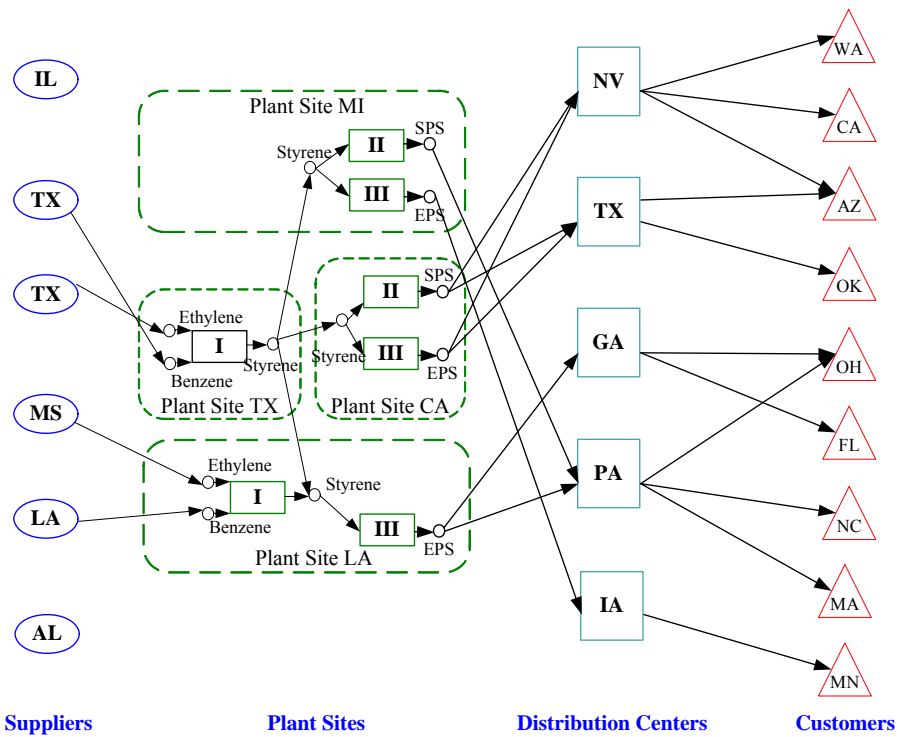 IL
TX
TX
MS
LA
AL
Plant Site MI
Styrene
II
SPS
III
EPS
Ethylene
I
Benzene
Styrene
Plant Site TX
II
SPS
Styrene
III
EPS
Plant Site CA
Ethylene
I
Benzene
Styrene
III
EPS
Plant Site LA
NV
TX
GA
PA
IA
WA
CA
AZ
OK
OH
FL
NC
MA
MN
Suppliers
Plant Sites
Distribution Centers
Customers